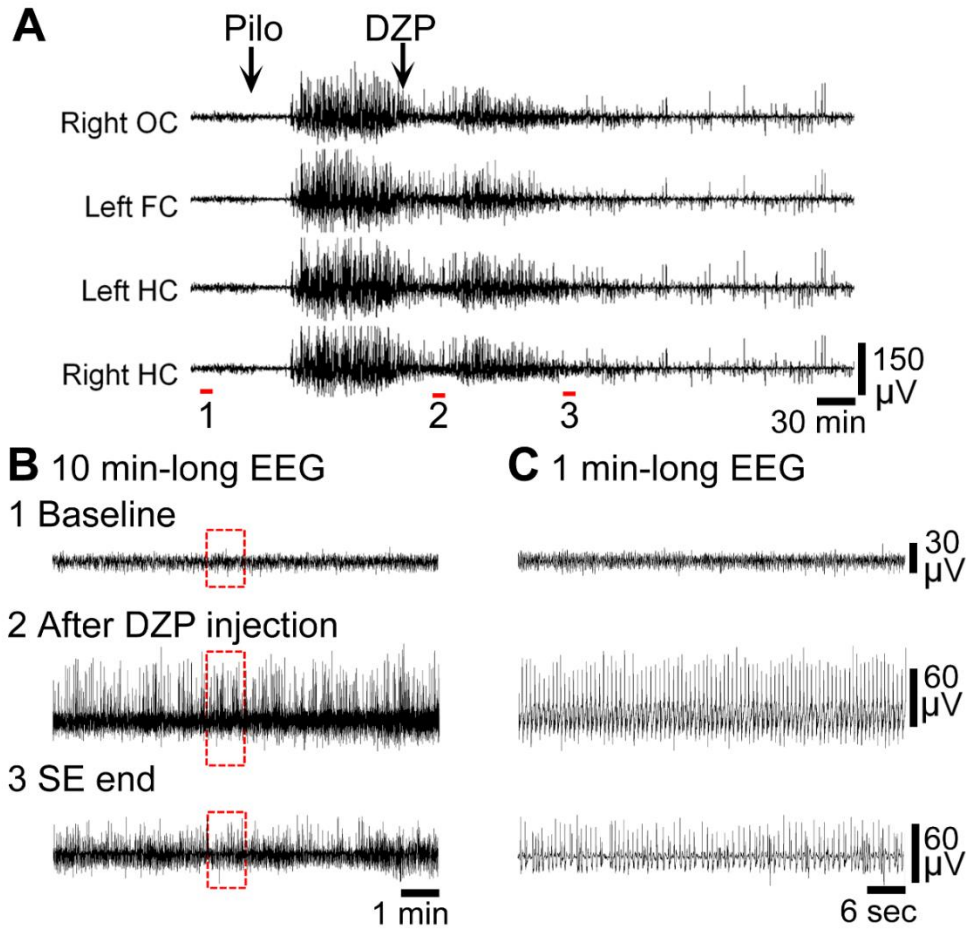 A
Pilo DZP
Right OC
Left FC
Left HC
Right HC
150
µV
1 2 3
30 min
B 10 min-long EEG
C 1 min-long EEG
1 Baseline
30
µV
2 After DZP injection
60
µV
3 SE end
60
µV
1 min
6 sec